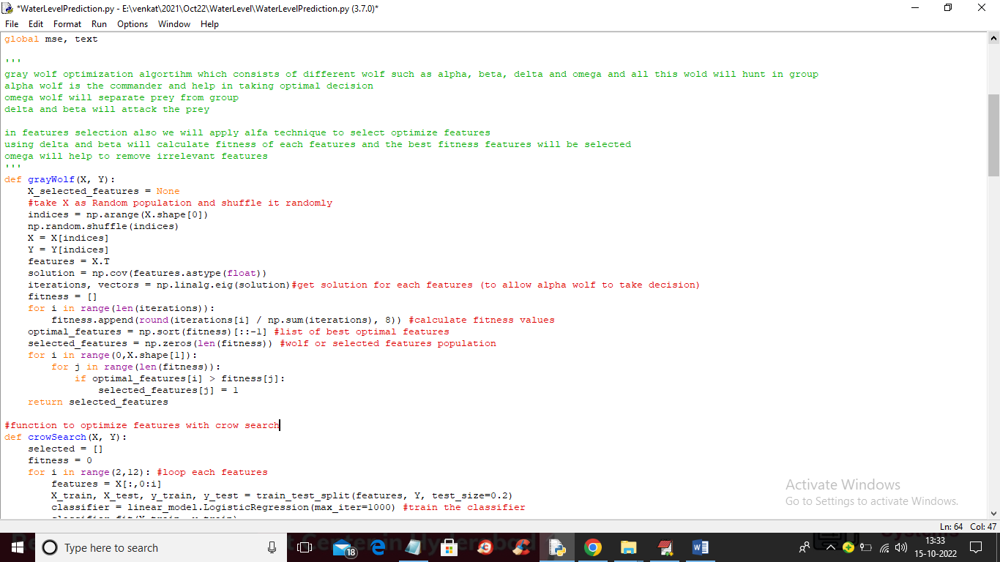 *WaterLevelPrediction.py - E:\venkat\2021\Oct22\WaterLevel\WaterLevelPrediction.py (3.7.0)*
File Edit Format Run Options Window Help
global mse, text
'''
gray wolf optimization algortihm which consists of different wolf such as alpha, beta, delta and omega and all this wold will hunt in group
alpha wolf is the commander and help in taking optimal decision
omega wolf will separate prey from group
delta and beta will attack the prey
in features selection also we will apply alfa technique to select optimize features
using delta and beta will calculate fitness of each features and the best fitness features will be selected
omega will help to remove irrelevant features
'''
def grayWolf(X, Y):
    X_selected_features = None
    #take X as Random population and shuffle it randomly
    indices = np.arange(X.shape[0])
    np.random.shuffle(indices)
    X = X[indices]
    Y = Y[indices]
    features = X.T
    solution = np.cov(features.astype(float))
    iterations, vectors = np.linalg.eig(solution)#get solution for each features (to allow alpha wolf to take decision)
    fitness = []
    for i in range(len(iterations)):
        fitness.append(round(iterations[i] / np.sum(iterations), 8)) #calculate fitness values
    optimal_features = np.sort(fitness)[::-1] #list of best optimal features
    selected_features = np.zeros(len(fitness)) #wolf or selected features population
    for i in range(0,X.shape[1]):
        for j in range(len(fitness)):
            if optimal_features[i] > fitness[j]:
                selected_features[j] = 1
    return selected_features
#function to optimize features with crow search
def crowSearch(X, Y):
    selected = []
    fitness = 0
    for i in range(2,12): #loop each features
        features = X[:,0:i]
        X_train, X_test, y_train, y_test = train_test_split(features, Y, test_size=0.2)
        classifier = linear_model.LogisticRegression(max_iter=1000) #train the classifier
Activate Windows
Go to Settings to activate Windows.
Ln: 64 Col: 47
Type here to search
18
13:33
15-10-2022